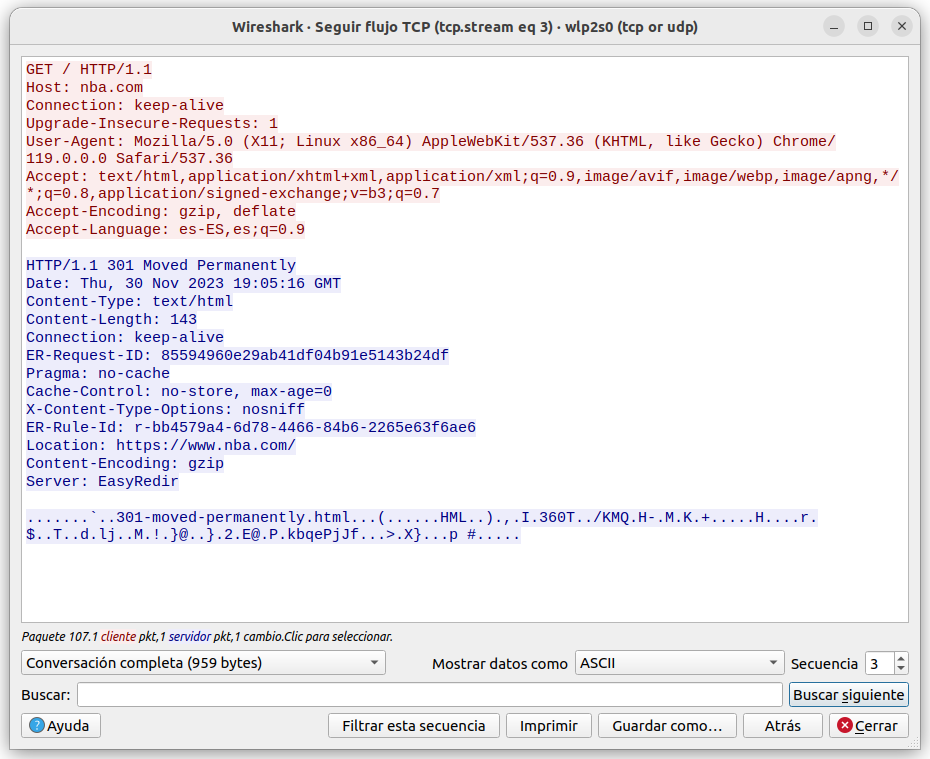 Wireshark · Seguir flujo TCP (tcp.stream eq 3) · wlp2s0 (tcp or udp)
GET / HTTP/1.1
Host: nba.com
Connection: keep-alive
Upgrade-Insecure-Requests: 1
User-Agent: Mozilla/5.0 (X11; Linux x86_64) AppleWebKit/537.36 (KHTML, like Gecko) Chrome/
119.0.0.0 Safari/537.36
Accept: text/html,application/xhtml+xml,application/xml;q=0.9,image/avif,image/webp,image/apng,*/
*;q=0.8,application/signed-exchange;v=b3;q=0.7
Accept-Encoding: gzip, deflate
Accept-Language: es-ES,es;q=0.9
HTTP/1.1 301 Moved Permanently
Date: Thu, 30 Nov 2023 19:05:16 GMT
Content-Type: text/html
Content-Length: 143
Connection: keep-alive
ER-Request-ID: 85594960e29ab41df04b91e5143b24df
Pragma: no-cache
Cache-Control: no-store, max-age=0
X-Content-Type-Options: nosniff
ER-Rule-Id: r-bb4579a4-6d78-4466-84b6-2265e63f6ae6
Location: https://www.nba.com/
Content-Encoding: gzip
Server: EasyRedir
.......`..301-moved-permanently.html...(......HML..).,.I.360T../KMQ.H-.M.K.+.....H....r.
$..T..d.lj..M.!.}@..}.2.E@.P.kbqePjJf...>.X}...p #.....
Paquete 107.1 cliente pkt,1 servidor pkt,1 cambio.Clic para seleccionar.
Conversación completa (959 bytes) Mostrar datos como ASCII Secuencia 3
Buscar: Buscar siguiente
Ayuda Filtrar esta secuencia Imprimir Guardar como… Atrás Cerrar